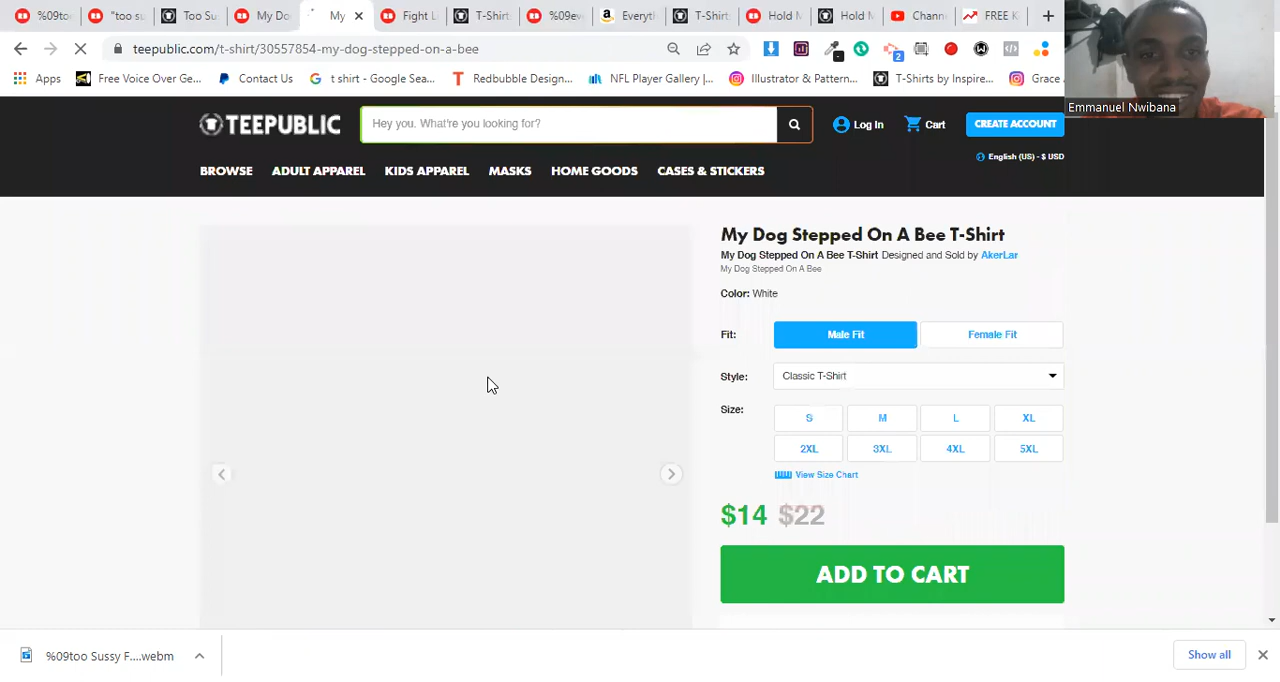 %09to
"too su
Too Su
My Do
My
Fight L
T-Shirt
%09ev
Everyt
T-Shirt
Hold M
Hold M
Chann
FREE K
teepublic.com/t-shirt/30557854-my-dog-stepped-on-a-bee
2
Apps
Free Voice Over Ge...
Contact Us
t shirt - Google Sea...
Redbubble Design...
NFL Player Gallery |...
Illustrator & Pattern...
T-Shirts by Inspire...
Grace A
Emmanuel Nwibana
TEEPUBLIC
Hey you. What're you looking for?
Log In
Cart
CREATE ACCOUNT
English (US) - $ USD
BROWSE
ADULT APPAREL
KIDS APPAREL
MASKS
HOME GOODS
CASES & STICKERS
My Dog Stepped On A Bee T-Shirt
My Dog Stepped On A Bee T-Shirt Designed and Sold by AkerLar
My Dog Stepped On A Bee
Color: White
Fit:
Male Fit
Female Fit
Style:
Classic T-Shirt
Size:
S
M
L
XL
2XL
3XL
4XL
5XL
View Size Chart
$14 $22
ADD TO CART
%09too Sussy F....webm
Show all